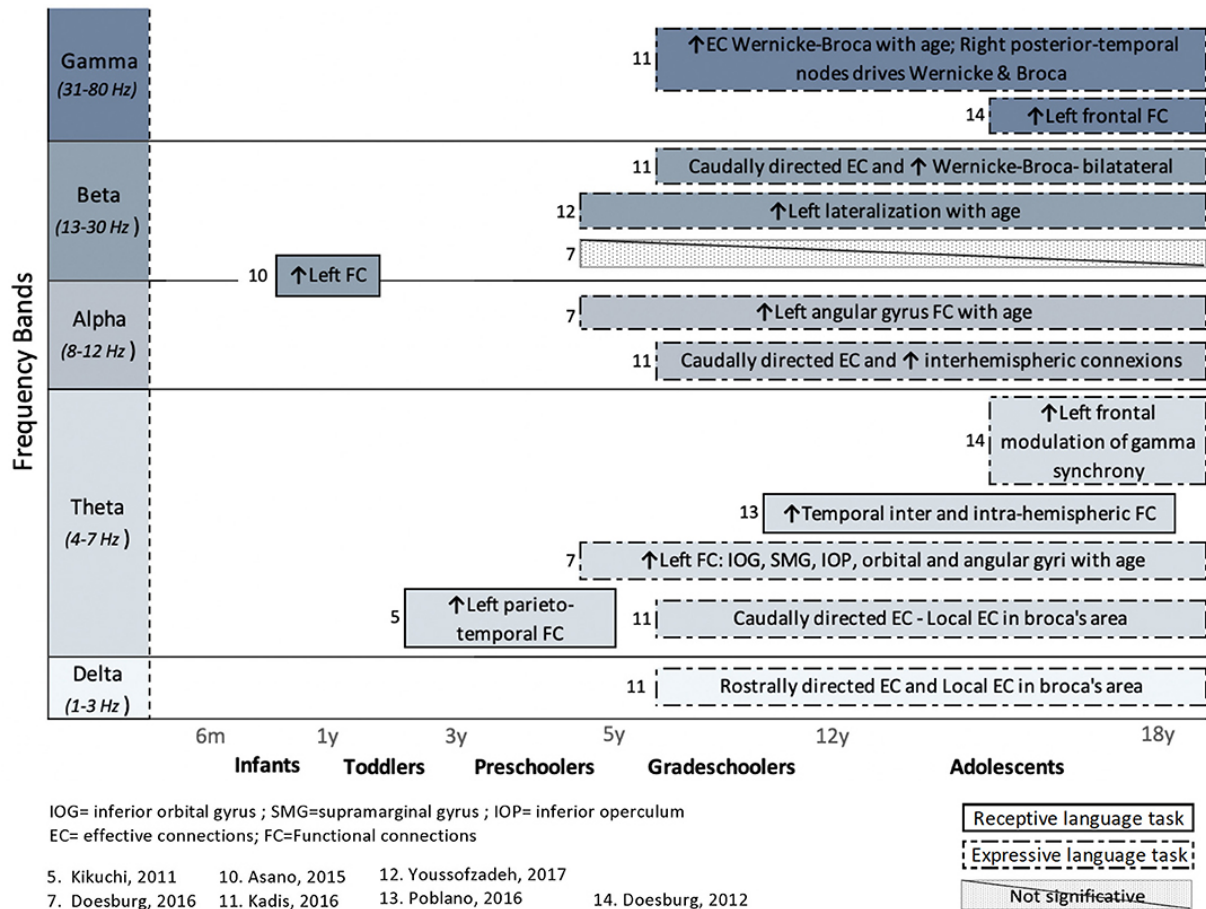 Frequency Bands
Gamma
(31-80 Hz)
11
↑EC Wernicke-Broca with age; Right posterior-temporal
nodes drives Wernicke & Broca
14
↑Left frontal FC
Beta
(13-30 Hz )
11
Caudally directed EC and ↑ Wernicke-Broca- bilatateral
12
↑Left lateralization with age
7
10
↑Left FC
Alpha
(8-12 Hz )
7
↑Left angular gyrus FC with age
11
Caudally directed EC and ↑ interhemispheric connexions
Theta
(4-7 Hz )
14
↑Left frontal
modulation of gamma
synchrony
13
↑Temporal inter and intra-hemispheric FC
7
↑Left FC: IOG, SMG, IOP, orbital and angular gyri with age
5
↑Left parieto-
temporal FC
11
Caudally directed EC - Local EC in broca's area
Delta
(1-3 Hz )
11
Rostrally directed EC and Local EC in broca's area
6m 1y 3y 5y 12y 18y
Infants Toddlers Preschoolers Gradeschoolers Adolescents
IOG= inferior orbital gyrus ; SMG=supramarginal gyrus ; IOP= inferior operculum
EC= effective connections; FC=Functional connections
5. Kikuchi, 2011 10. Asano, 2015 12. Youssofzadeh, 2017
7. Doesburg, 2016 11. Kadis, 2016 13. Poblano, 2016 14. Doesburg, 2012
Receptive language task
Expressive language task
Not significative